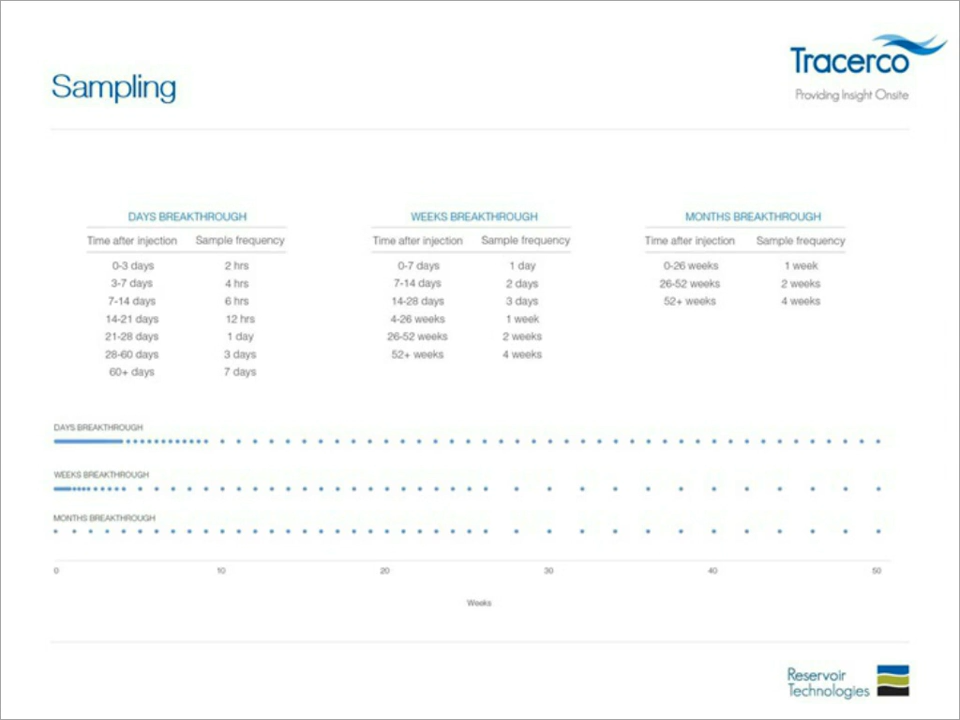 Sampling
Tracerco
Providing Insight Onsite
DAYS BREAKTHROUGH
Time after injection Sample frequency
0-3 days 2 hrs
3-7 days 4 hrs
7-14 days 6 hrs
14-21 days 12 hrs
21-28 days 1 day
28-60 days 3 days
60+ days 7 days
WEEKS BREAKTHROUGH
Time after injection Sample frequency
0-7 days 1 day
7-14 days 2 days
14-28 days 3 days
4-26 weeks 1 week
26-52 weeks 2 weeks
52+ weeks 4 weeks
MONTHS BREAKTHROUGH
Time after injection Sample frequency
0-26 weeks 1 week
26-52 weeks 2 weeks
52+ weeks 4 weeks
DAYS BREAKTHROUGH
WEEKS BREAKTHROUGH
MONTHS BREAKTHROUGH
0 10 20 30 40 50
Weeks
Reservoir
Technologies